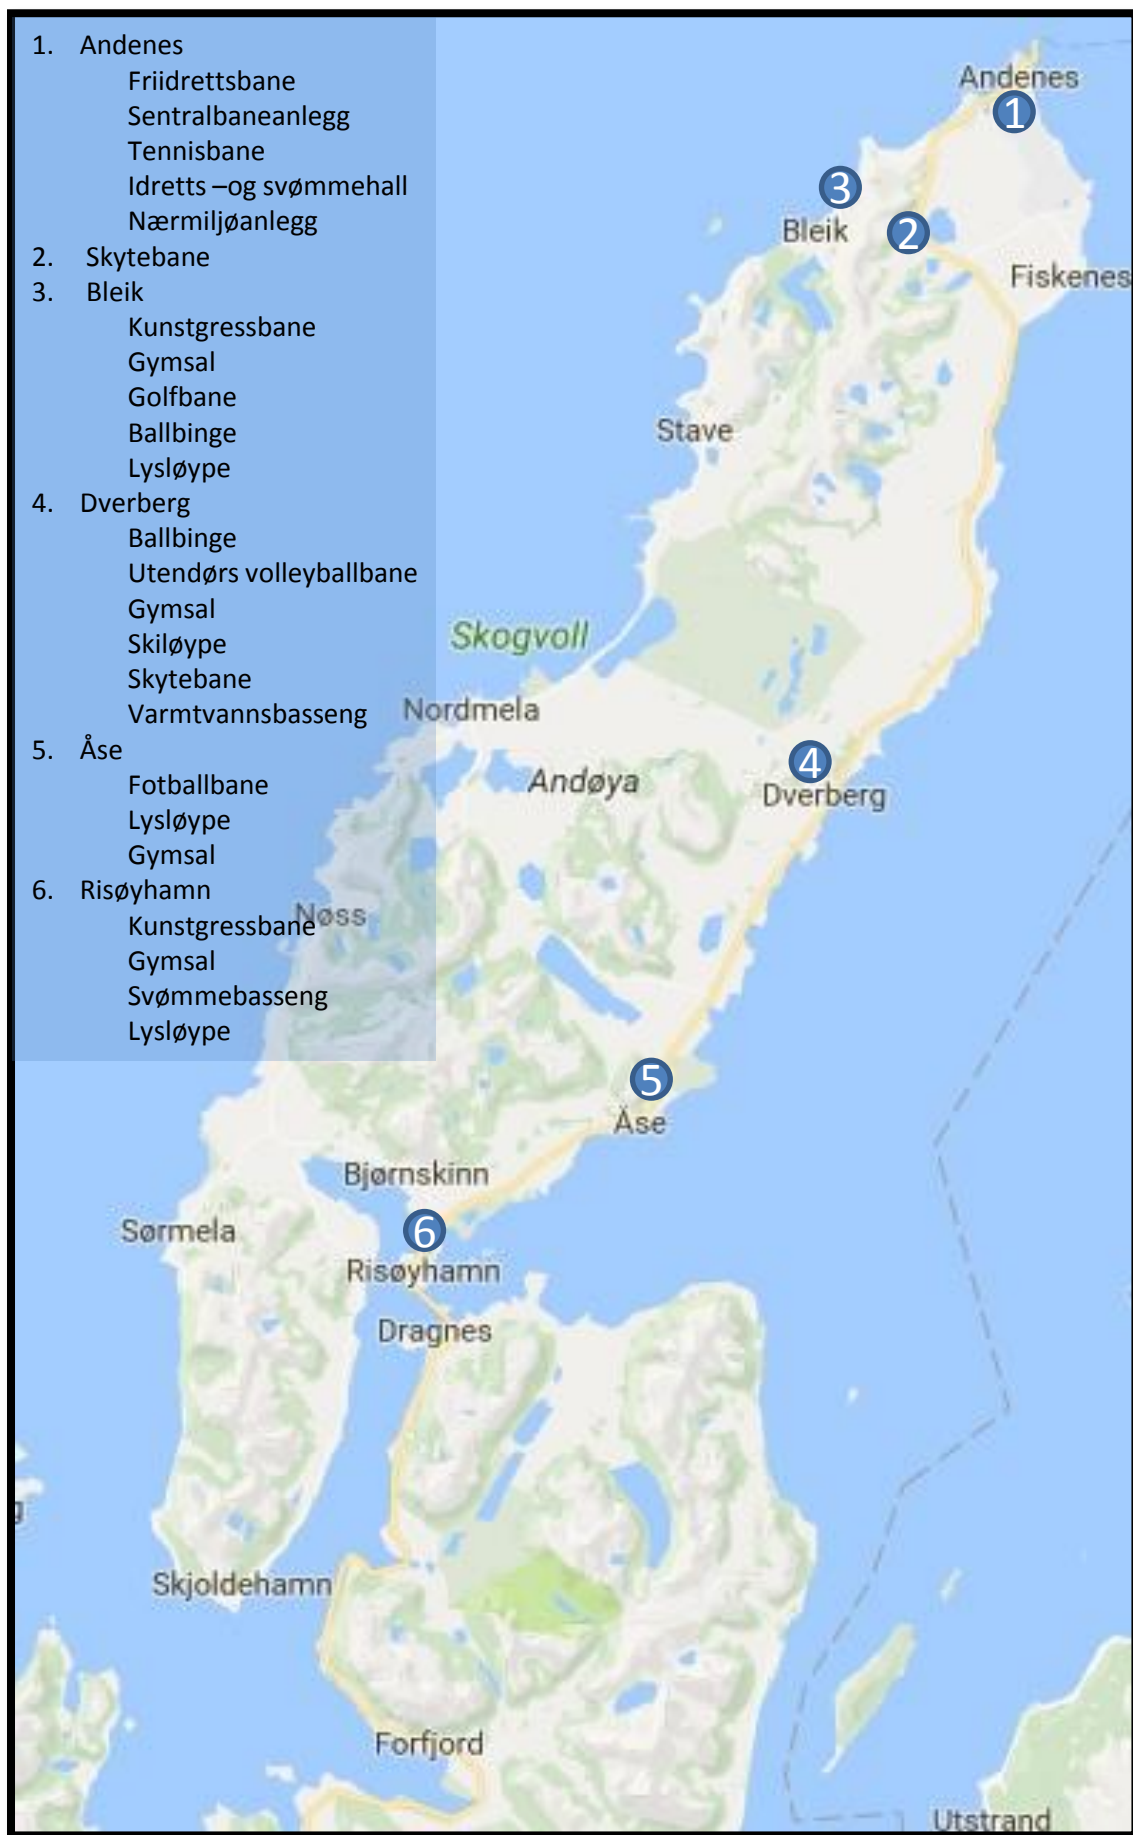 1. Andenes
Friidrettsbane
Sentralbaneanlegg
Tennisbane
Idretts –og svømmehall
Nærmiljøanlegg
2. Skytebane
3. Bleik
Kunstgressbane
Gymsal
Golfbane
Ballbinge
Lysløype
4. Dverberg
Ballbinge
Utendørs volleyballbane
Gymsal
Skiløype
Skytebane
Varmtvannsbasseng
5. Åse
Fotballbane
Lysløype
Gymsal
6. Risøyhamn
Kunstgressbane
Gymsal
Svømmebasseng
Lysløype
Andenes
1
3
Bleik
2
Fiskenes
Stave
Skogvoll
Nordmela
Andøya
4
Dverberg
Nøss
5
Åse
Bjørnskinn
6
Sørmela
Risøyhamn
Dragnes
Skjoldehamn
Forfjord
Utstrand